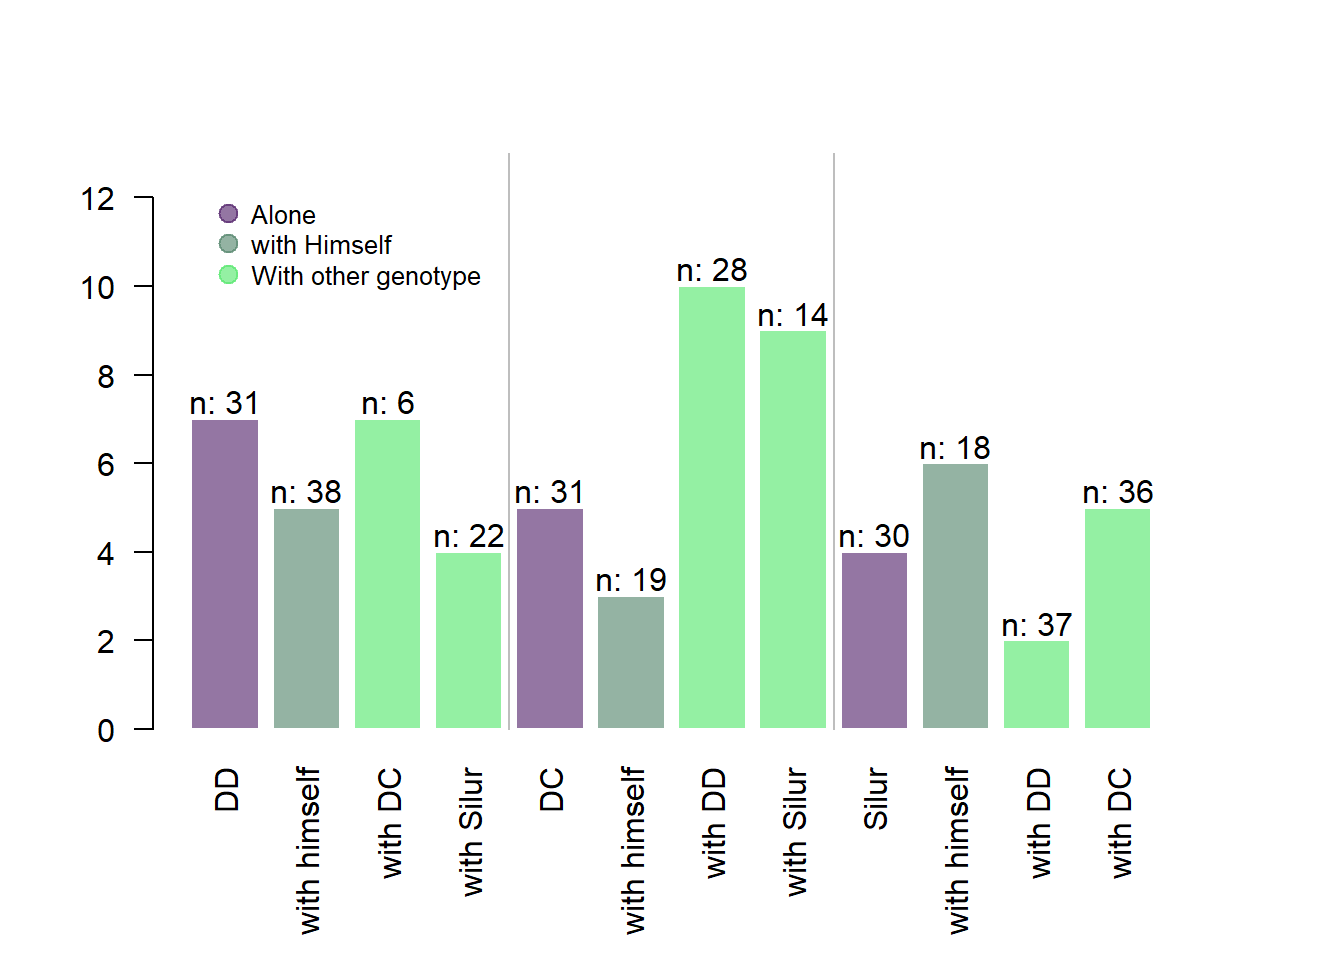 12
10
8
6
4
2
0
Alone
with Himself
With other genotype
n: 31
n: 38
n: 6
n: 22
n: 31
n: 19
n: 28
n: 14
n: 30
n: 18
n: 37
n: 36
DD
with himself
with DC
with Silur
DC
with himself
with DD
with Silur
Silur
with himself
with DD
with DC